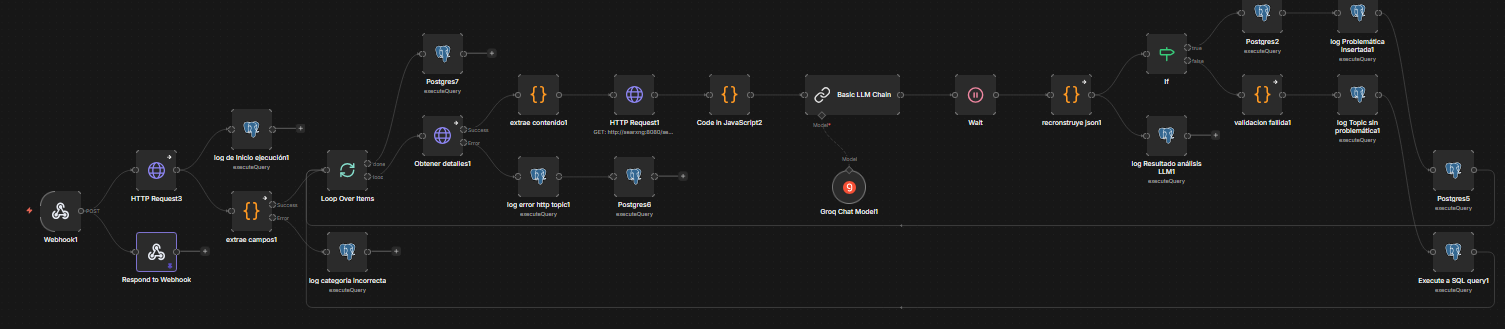 Webhook1
POST
HTTP Request3
Respond to Webhook
log de Inicio ejecución1
executeQuery
extrae campos1
Success
Error
Loop Over Items
done
loop
log categoria incorrecta
executeQuery
Postgres7
executeQuery
Obtener detalles1
Success
Error
extrae contenido1
HTTP Request1
GET: http://searxng:8080/se...
log error http topic1
executeQuery
Postgres6
executeQuery
Code in JavaScript2
Basic LLM Chain
Model*
Model
Groq Chat Model1
Wait
recronstruye json1
If
true
false
log Resultado análisis
LLM1
executeQuery
Postgres2
executeQuery
log Problemática
insertada1
executeQuery
validacion fallida1
log Topic sin
problemática1
executeQuery
Postgres5
executeQuery
Execute a SQL query1
executeQuery